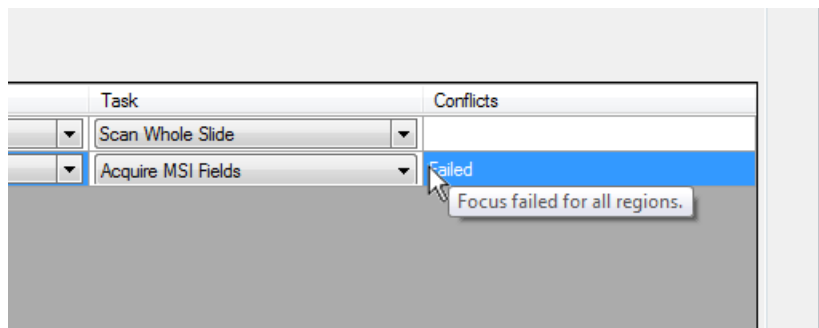 Task Conflicts
Scan Whole Slide
Acquire MSI Fields Failed
Focus failed for all regions.